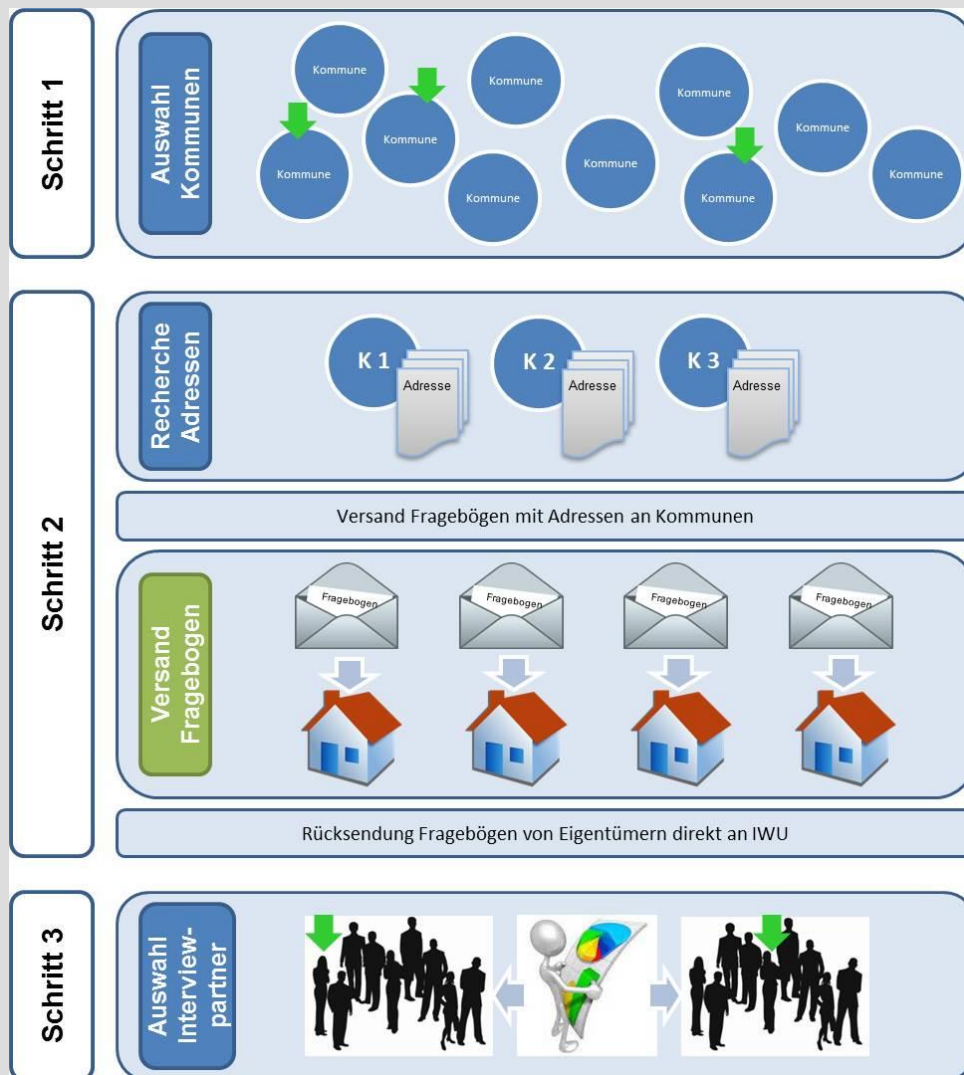 Schritt 1
Auswahl
Kommunen
Kommune
Kommune
Kommune
Kommune
Kommune
Kommune
Kommune
Kommune
Kommune
Kommune
Schritt 2
Recherche
Adressen
K 1
Adresse
K 2
Adresse
K 3
Adresse
Versand Fragebögen mit Adressen an Kommunen
Versand
Fragebogen
Fragebogen
Fragebogen
Fragebogen
Fragebogen
Rücksendung Fragebögen von Eigentümern direkt an IWU
Schritt 3
Auswahl
Interview-
partner